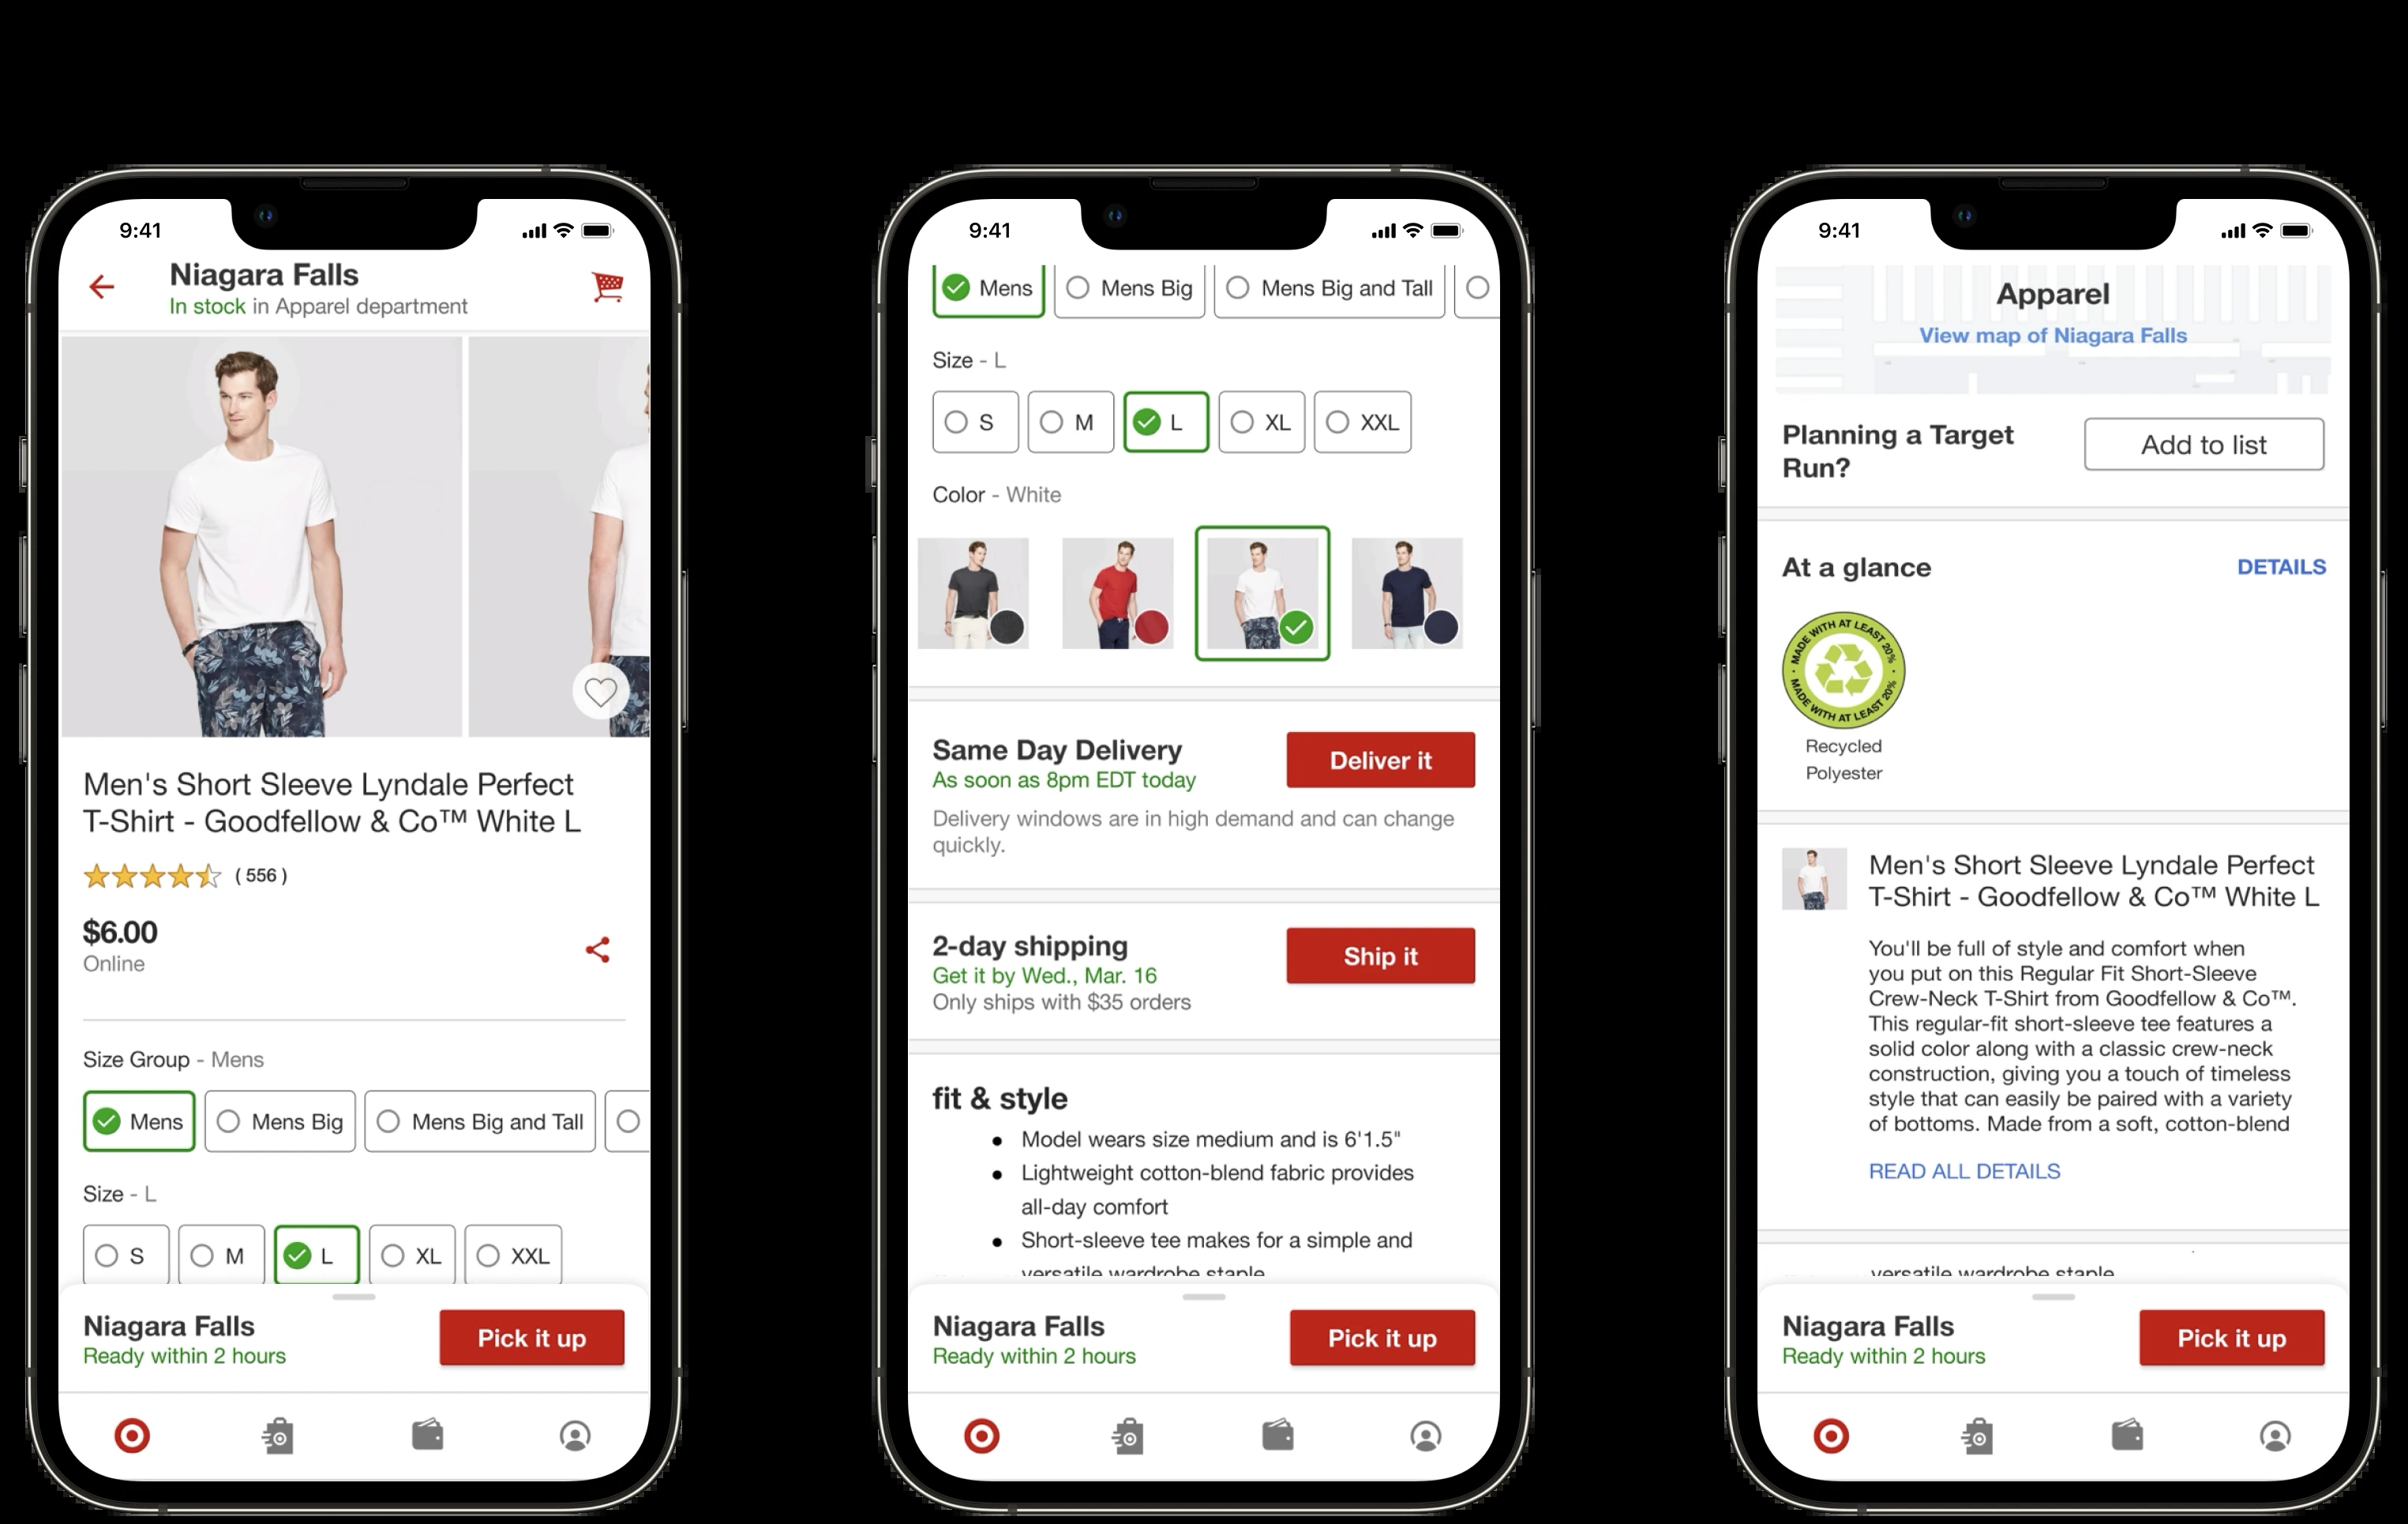 9:41
Niagara Falls
In stock in Apparel department
Men's Short Sleeve Lyndale Perfect
T-Shirt - Goodfellow & Co™ White L
( 556 )
$6.00
Online
Size Group - Mens
Mens
Mens Big
Mens Big and Tall
Size - L
S
M
L
XL
XXL
Niagara Falls
Pick it up
Ready within 2 hours
9:41
Mens
Mens Big
Mens Big and Tall
Size - L
S
M
L
XL
XXL
Color - White
Same Day Delivery
Deliver it
As soon as 8pm EDT today
Delivery windows are in high demand and can change
quickly.
2-day shipping
Ship it
Get it by Wed., Mar. 16
Only ships with $35 orders
fit & style
• Model wears size medium and is 6'1.5"
• Lightweight cotton-blend fabric provides
all-day comfort
• Short-sleeve tee makes for a simple and
versatile wardrobe staple
Niagara Falls
Pick it up
Ready within 2 hours
9:41
Apparel
View map of Niagara Falls
Planning a Target
Run?
Add to list
At a glance
DETAILS
MADE WITH AT LEAST 20%
MADE WITH AT LEAST 20%
Recycled
Polyester
Men's Short Sleeve Lyndale Perfect
T-Shirt - Goodfellow & Co™ White L
You'll be full of style and comfort when
you put on this Regular Fit Short-Sleeve
Crew-Neck T-Shirt from Goodfellow & Co™.
This regular-fit short-sleeve tee features a
solid color along with a classic crew-neck
construction, giving you a touch of timeless
style that can easily be paired with a variety
of bottoms. Made from a soft, cotton-blend
READ ALL DETAILS
versatile wardrobe staple
Niagara Falls
Pick it up
Ready within 2 hours